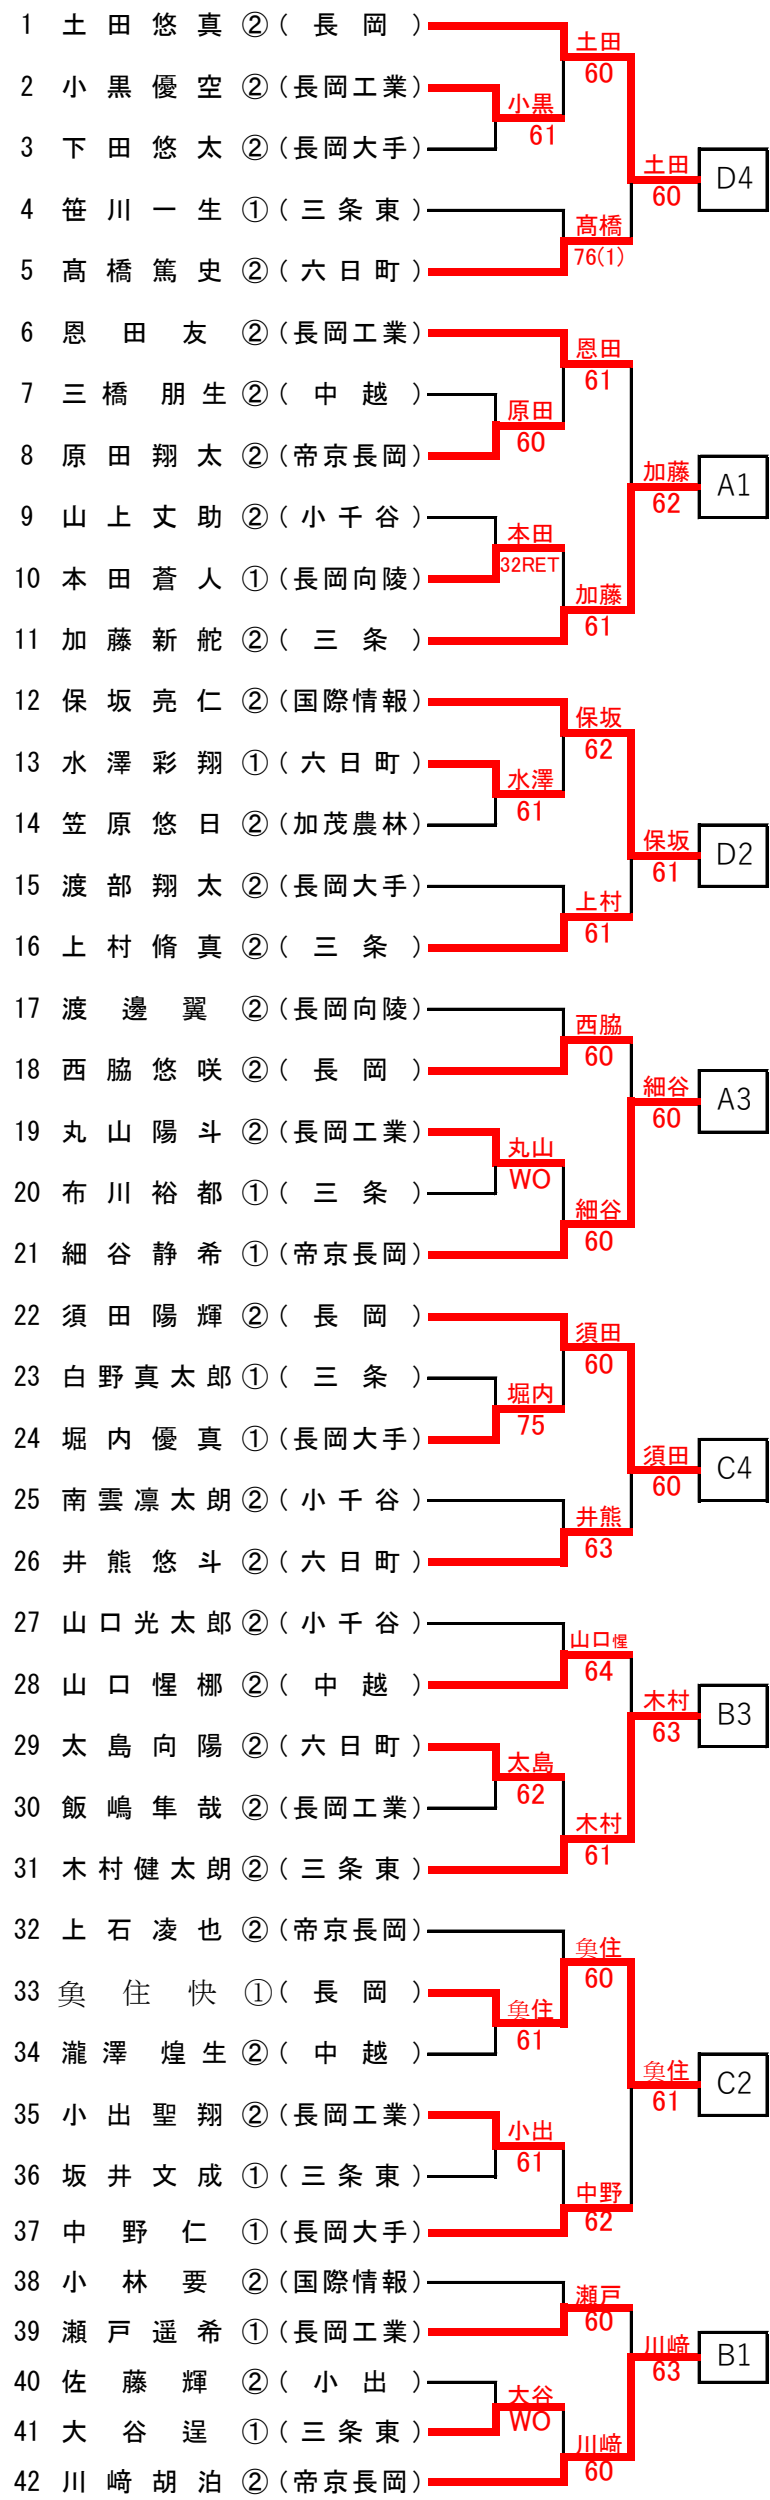 1 土田悠真 ② (長岡)
土田
60
2 小黒優空 ② (長岡工業)
小黒
61
3 下田悠太 ② (長岡大手)
土田
60
D4
4 笹川一生 ① (三条東)
髙橋
76(1)
5 髙橋篤史 ② (六日町)
6 恩田友 ② (長岡工業)
恩田
61
7 三橋朋生 ② (中越)
原田
60
8 原田翔太 ② (帝京長岡)
加藤
62
A1
9 山上丈助 ② (小千谷)
本田
32RET
10 本田蒼人 ① (長岡向陵)
加藤
61
11 加藤新舵 ② (三条)
12 保坂亮仁 ② (国際情報)
保坂
62
13 水澤彩翔 ① (六日町)
水澤
61
14 笠原悠日 ② (加茂農林)
保坂
61
D2
15 渡部翔太 ② (長岡大手)
上村
61
16 上村脩真 ② (三条)
17 渡邊翼 ② (長岡向陵)
西脇
60
18 西脇悠咲 ② (長岡)
細谷
60
A3
19 丸山陽斗 ② (長岡工業)
丸山
WO
20 布川裕都 ① (三条)
細谷
60
21 細谷静希 ① (帝京長岡)
22 須田陽輝 ② (長岡)
須田
60
23 白野真太郎 ① (三条)
堀内
75
24 堀内優真 ① (長岡大手)
須田
60
C4
25 南雲凛太朗 ② (小千谷)
井熊
63
26 井熊悠斗 ② (六日町)
27 山口光太郎 ② (小千谷)
山口惺
64
28 山口惺梛 ② (中越)
木村
63
B3
29 太島向陽 ② (六日町)
太島
62
30 飯嶋隼哉 ② (長岡工業)
木村
61
31 木村健太朗 ② (三条東)
32 上石凌也 ② (帝京長岡)
奐住
60
33 奐住快 ① (長岡)
奐住
61
34 瀧澤煌生 ② (中越)
奐住
61
C2
35 小出聖翔 ② (長岡工業)
小出
61
36 坂井文成 ① (三条東)
中野
62
37 中野仁 ① (長岡大手)
38 小林要 ② (国際情報)
瀬戸
60
39 瀬戸遥希 ① (長岡工業)
川﨑
63
B1
40 佐藤輝 ② (小出)
大谷
WO
41 大谷逞 ① (三条東)
川﨑
60
42 川﨑胡泊 ② (帝京長岡)